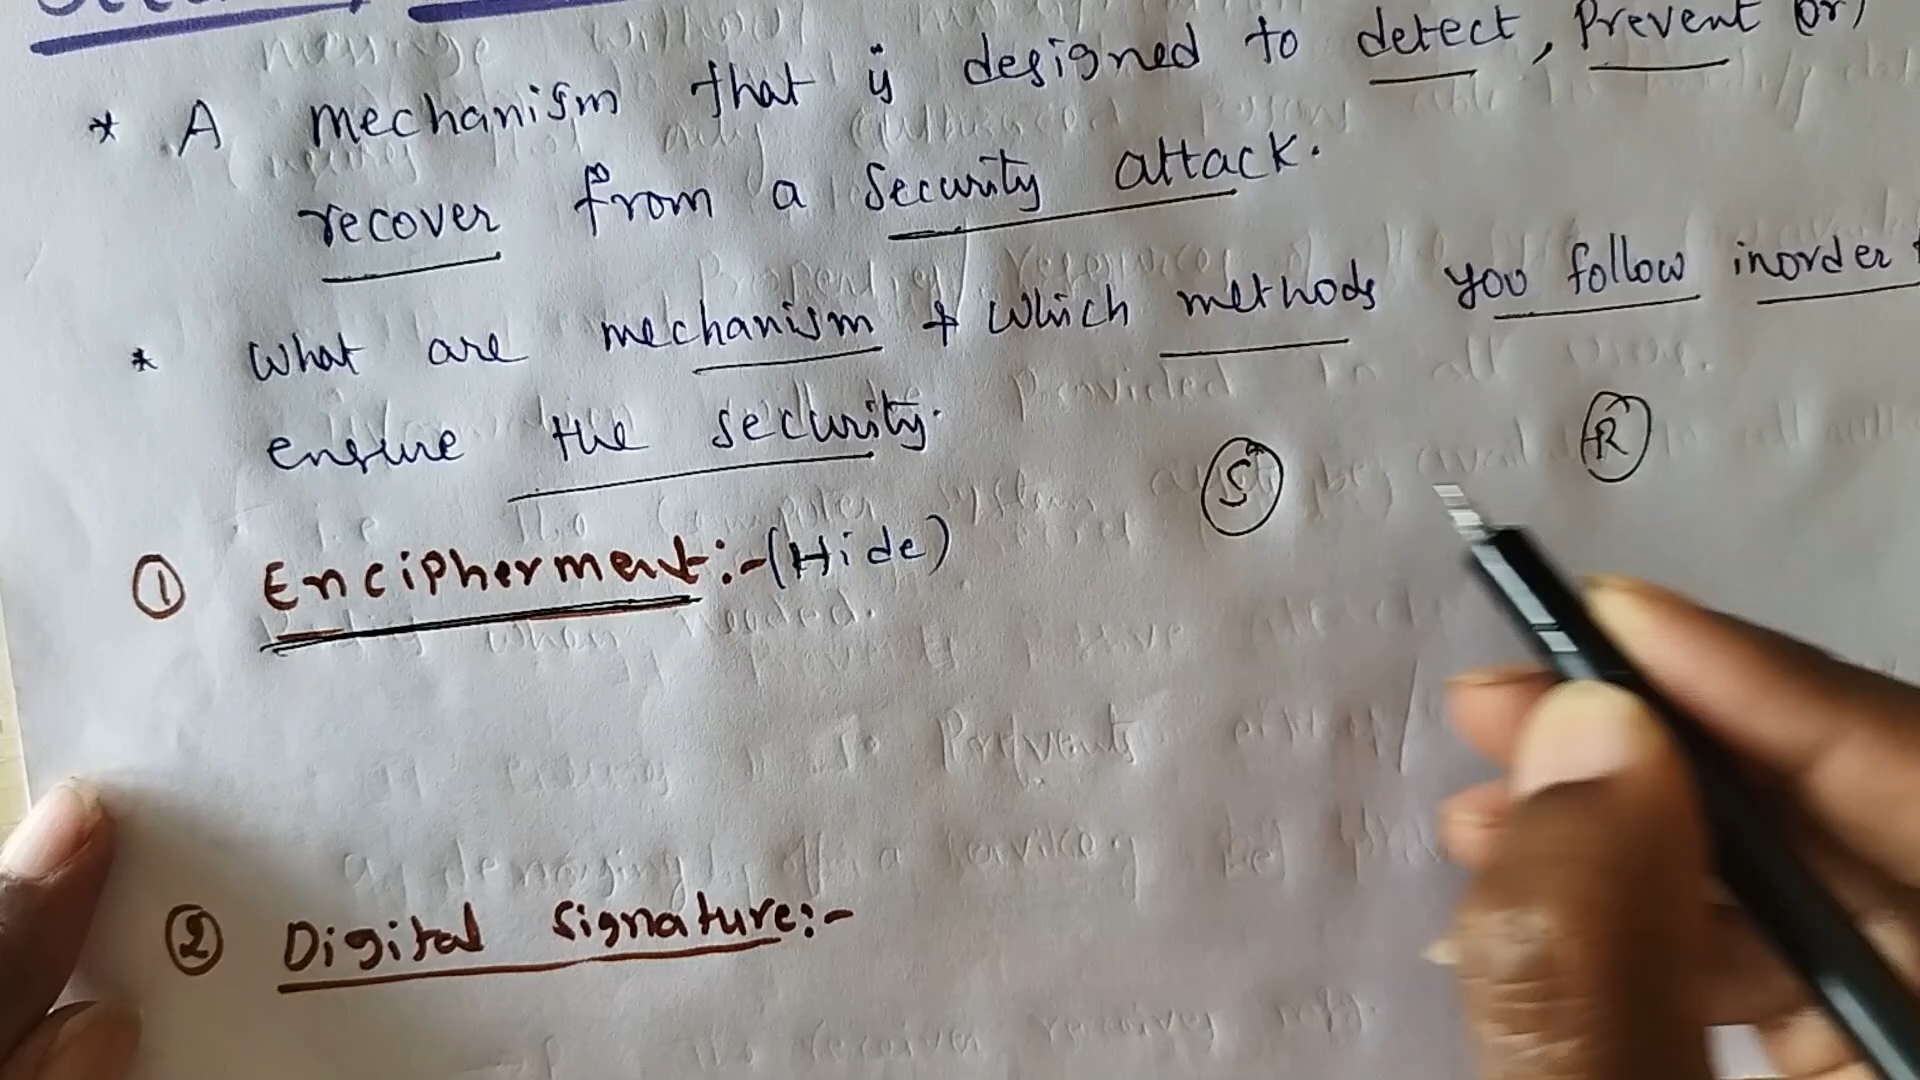 * A mechanism that is designed to detect, Prevent (or)
recover from a Security attack.
* What are mechanism & which methods you follow inorder
ensure the security.
S R
① Encipherment:-(Hide)
② Digital Signature:-